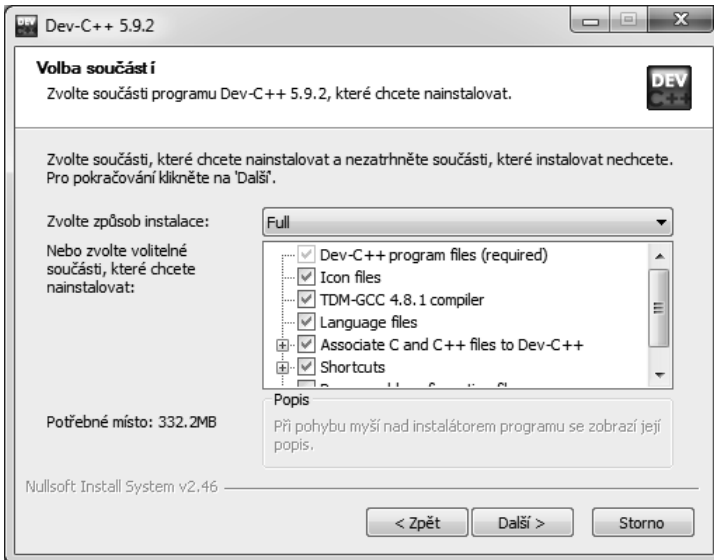 Dev-C++ 5.9.2
Volba součástí
Zvolte součásti programu Dev-C++ 5.9.2, které chcete nainstalovat.
DEV
C++
Zvolte součásti, které chcete nainstalovat a nezatrhněte součásti, které instalovat nechcete.
Pro pokračování klikněte na 'Další'.
Zvolte způsob instalace:
Full
Nebo zvolte volitelné
součásti, které chcete
nainstalovat:
Dev-C++ program files (required)
Icon files
TDM-GCC 4.8.1 compiler
Language files
Associate C and C++ files to Dev-C++
Shortcuts
Potřebné místo: 332.2MB
Popis
Při pohybu myší nad instalátorem programu se zobrazí její
popis.
Nullsoft Install System v2.46
< Zpět
Další >
Storno